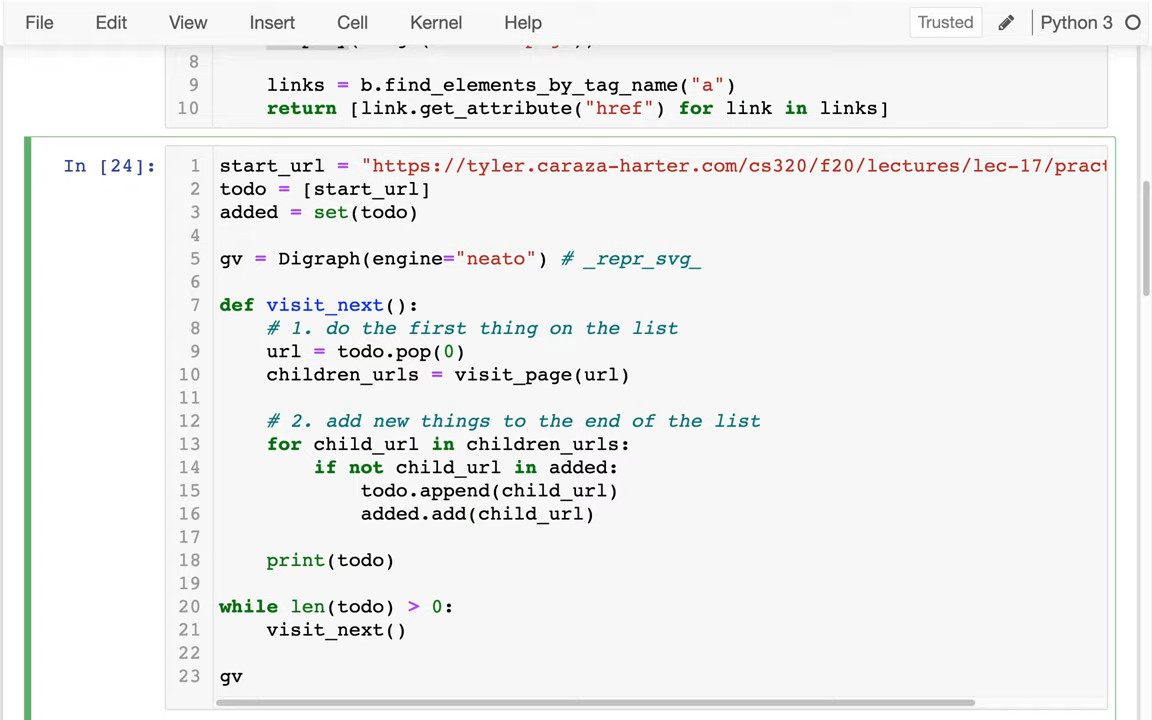 File Edit View Insert Cell Kernel Help Trusted Python 3
8
9 links = b.find_elements_by_tag_name("a")
10 return [link.get_attribute("href") for link in links]
In [24]:
1 start_url = "https://tyler.caraza-harter.com/cs320/f20/lectures/lec-17/pract
2 todo = [start_url]
3 added = set(todo)
4
5 gv = Digraph(engine="neato") # _repr_svg_
6
7 def visit_next():
8 # 1. do the first thing on the list
9 url = todo.pop(0)
10 children_urls = visit_page(url)
11
12 # 2. add new things to the end of the list
13 for child_url in children_urls:
14 if not child_url in added:
15 todo.append(child_url)
16 added.add(child_url)
17
18 print(todo)
19
20 while len(todo) > 0:
21 visit_next()
22
23 gv